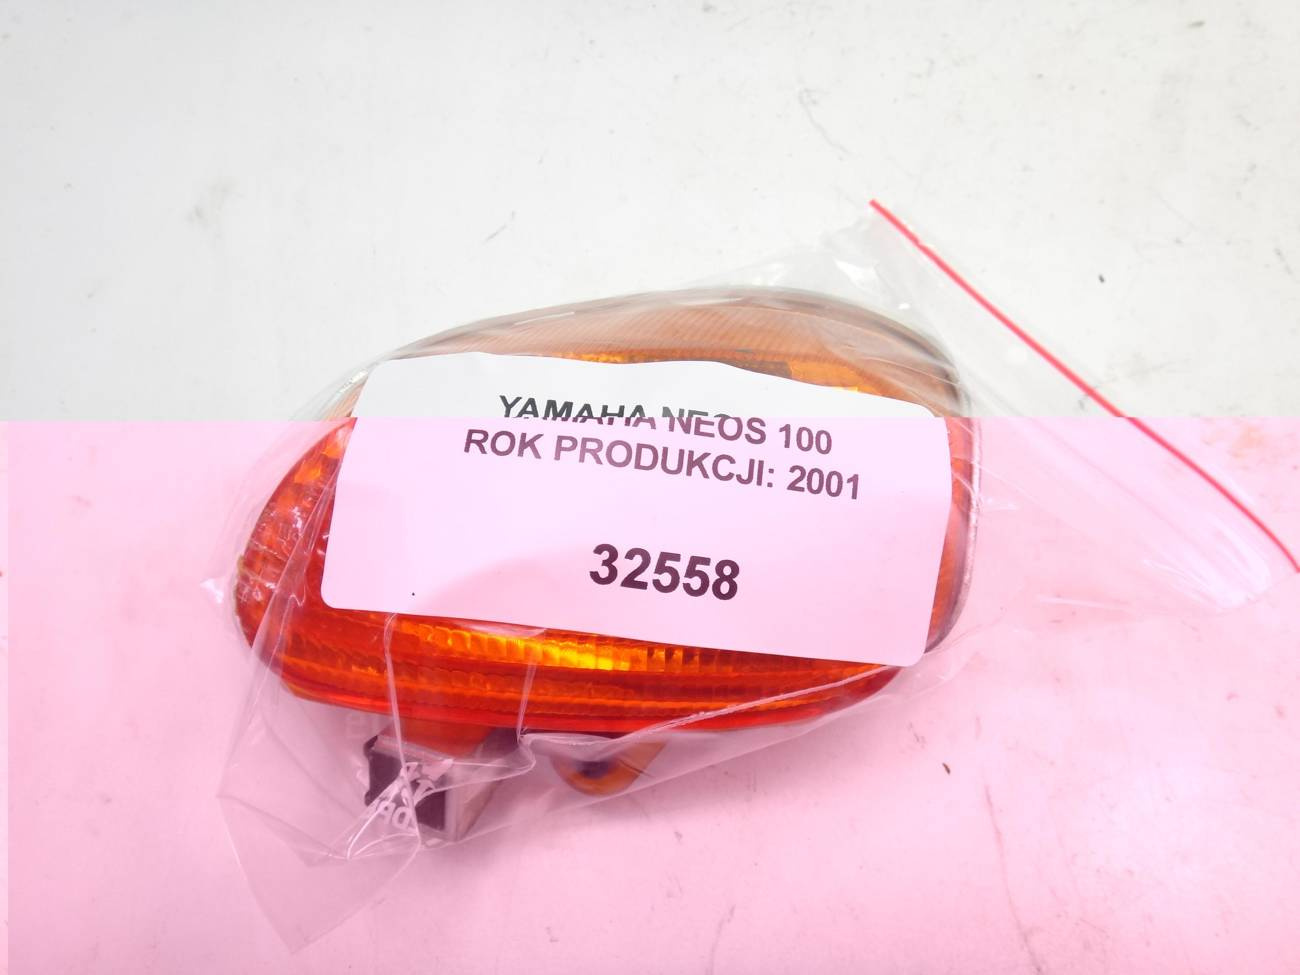 YAMAHA NEOS 100
ROK PRODUKCJI: 2001
32558